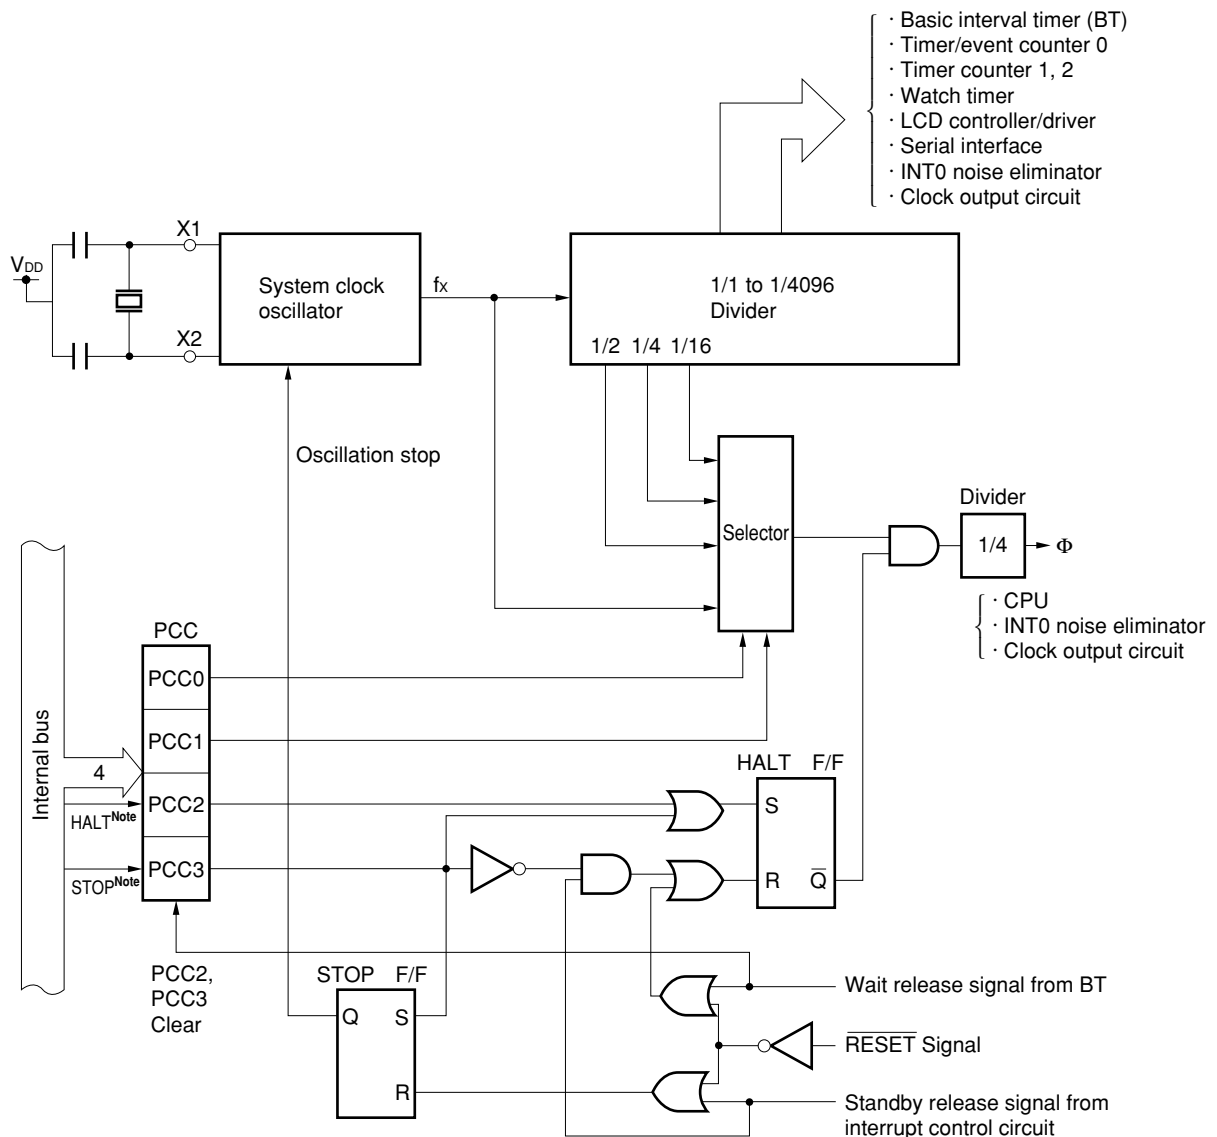 · Basic interval timer (BT)
· Timer/event counter 0
· Timer counter 1, 2
· Watch timer
· LCD controller/driver
· Serial interface
· INT0 noise eliminator
· Clock output circuit
VDD
X1
X2
System clock
oscillator
fx
1/1 to 1/4096
Divider
1/2 1/4 1/16
Oscillation stop
Selector
Divider
1/4
Φ
· CPU
· INT0 noise eliminator
· Clock output circuit
Internal bus
PCC
PCC0
PCC1
4
PCC2
HALTNote
PCC3
STOPNote
HALT F/F
S
R Q̅
PCC2,
PCC3
Clear
STOP F/F
Q S
R
Wait release signal from BT
R̅E̅S̅E̅T̅ Signal
Standby release signal from
interrupt control circuit